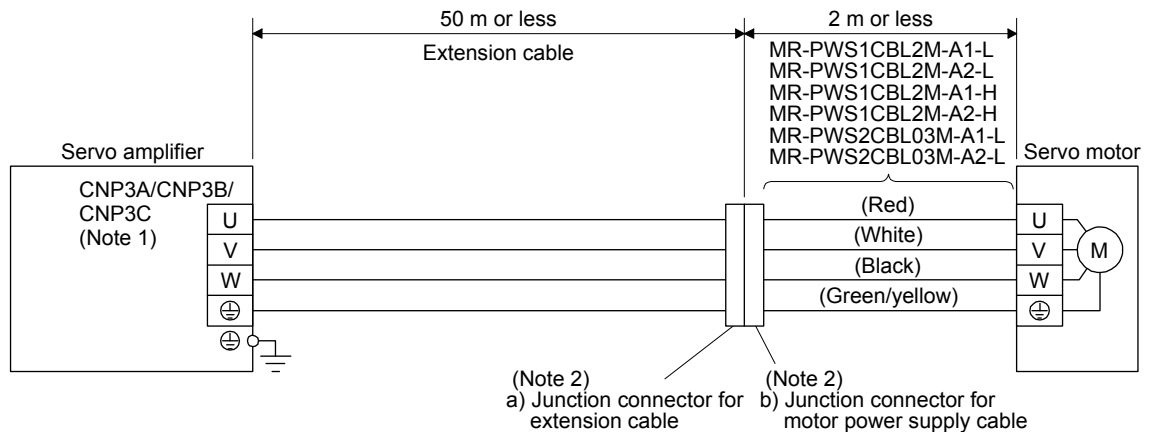 50 m or less
2 m or less
Extension cable
MR-PWS1CBL2M-A1-L
MR-PWS1CBL2M-A2-L
MR-PWS1CBL2M-A1-H
MR-PWS1CBL2M-A2-H
MR-PWS2CBL03M-A1-L
MR-PWS2CBL03M-A2-L
Servo amplifier
Servo motor
CNP3A/CNP3B/
CNP3C
(Note 1)
U
V
W
(Red)
(White)
(Black)
(Green/yellow)
U
V
W
M
(Note 2)
a) Junction connector for
extension cable
(Note 2)
b) Junction connector for
motor power supply cable